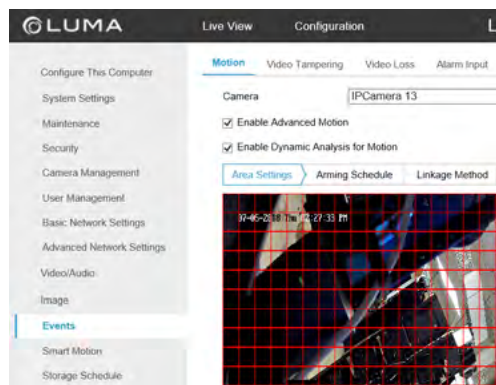 LUMA
Live View Configuration L
Motion Video Tampering Video Loss Alarm Input
Configure This Computer
System Settings
Maintenance
Security
Camera Management
User Management
Basic Network Settings
Advanced Network Settings
Video/Audio
Image
Events
Smart Motion
Storage Schedule
Camera IPCamera 13
Enable Advanced Motion
Enable Dynamic Analysis for Motion
Area Settings Arming Schedule Linkage Method
PM